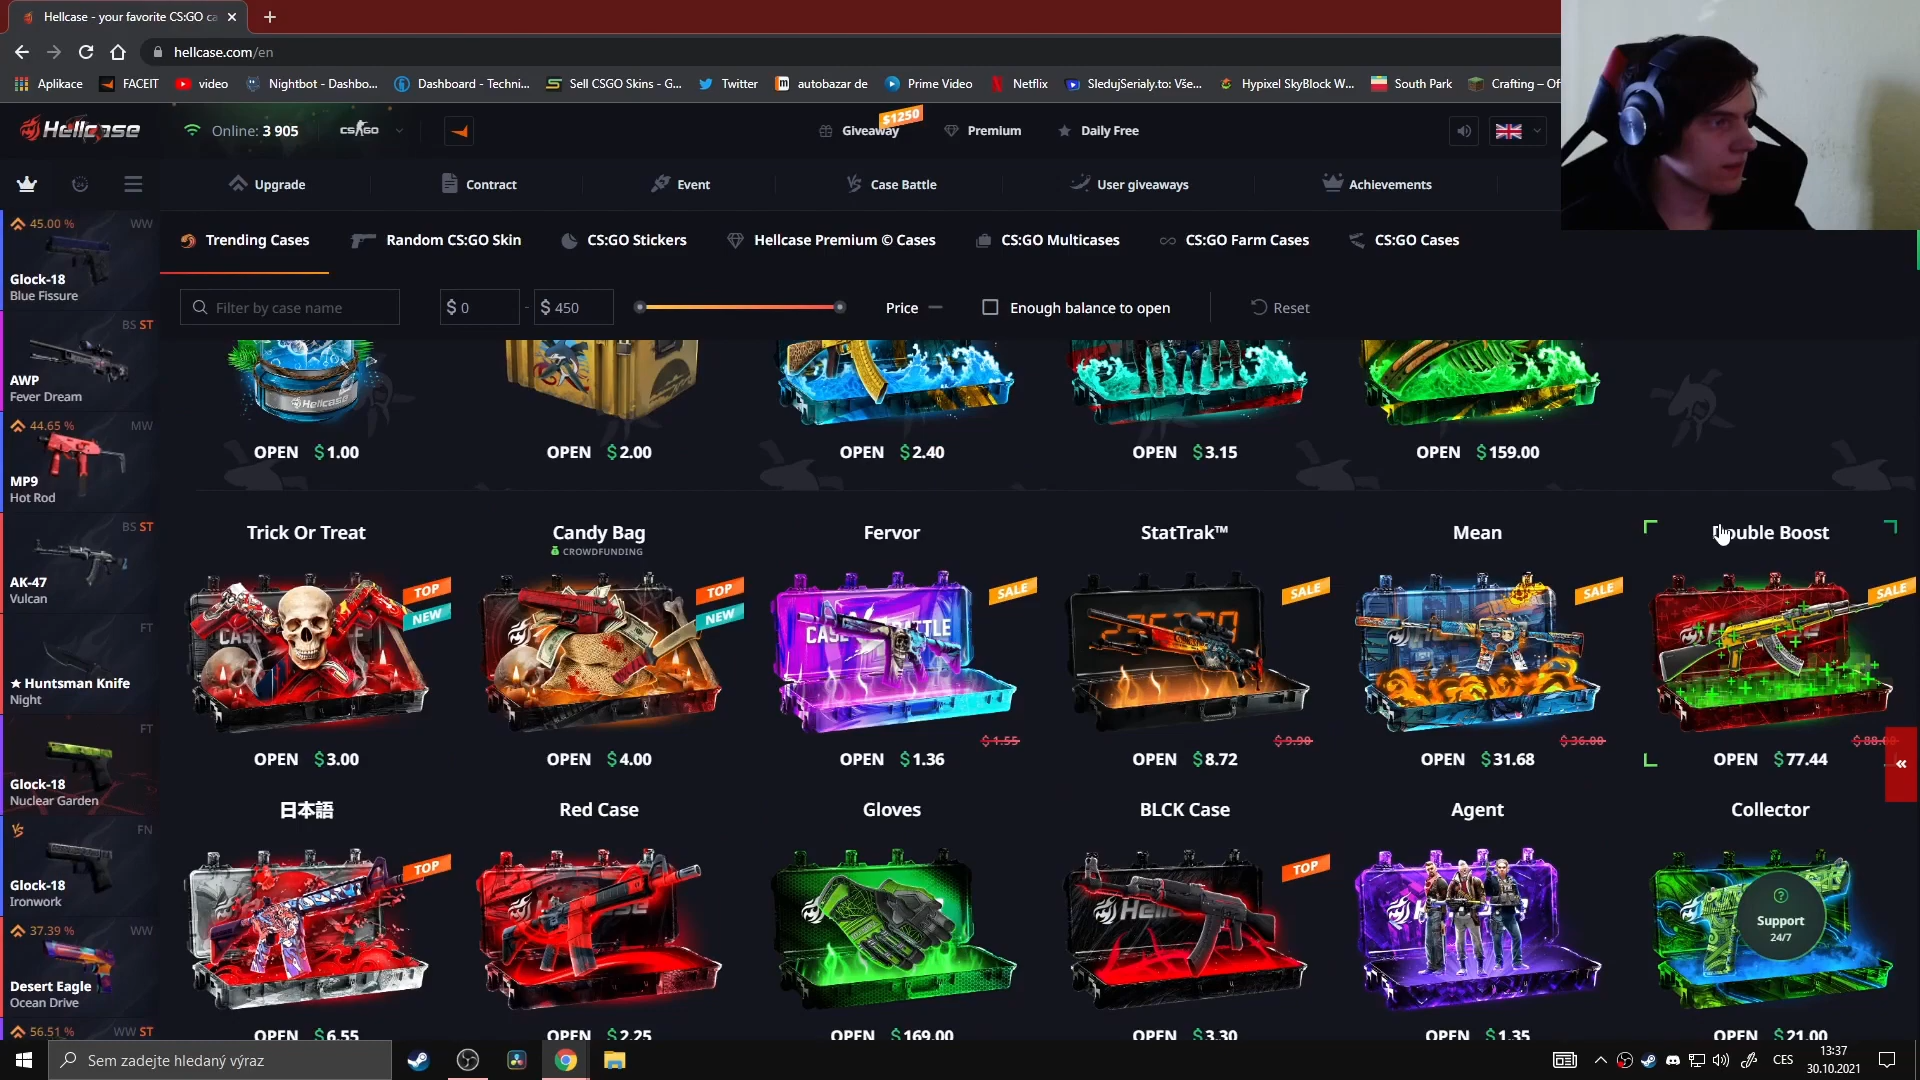 Hellcase - your favorite CS:GO ca
hellcase.com/en
Aplikace
FACEIT
video
Nightbot - Dashbo...
Dashboard - Techni...
Sell CSGO Skins - G...
Twitter
autobazar de
Prime Video
Netflix
SledujSerialy.to: Vše...
Hypixel SkyBlock W...
South Park
Crafting – Of
Hellcase
Online: 3 905
CS:GO
Giveaway
$1250
Premium
Daily Free
Upgrade
Contract
Event
Case Battle
User giveaways
Achievements
Trending Cases
Random CS:GO Skin
CS:GO Stickers
Hellcase Premium © Cases
CS:GO Multicases
CS:GO Farm Cases
CS:GO Cases
Filter by case name
$ 0
-
$ 450
Price
Enough balance to open
Reset
45.00 %
WW
Glock-18
Blue Fissure
BS ST
AWP
Fever Dream
44.65 %
MW
MP9
Hot Rod
BS ST
AK-47
Vulcan
FT
★ Huntsman Knife
Night
FT
Glock-18
Nuclear Garden
FN
Glock-18
Ironwork
37.39 %
WW
Desert Eagle
Ocean Drive
56.51 %
WW ST
Hellcase
OPEN $1.00
OPEN $2.00
OPEN $2.40
OPEN $3.15
OPEN $159.00
Trick Or Treat
TOP
NEW
OPEN $3.00
Candy Bag
CROWDFUNDING
TOP
NEW
OPEN $4.00
Fervor
SALE
$1.55
OPEN $1.36
StatTrak™
SALE
$9.90
OPEN $8.72
Mean
SALE
$36.00
OPEN $31.68
Double Boost
SALE
OPEN $77.44
«
日本語
TOP
OPEN $6.55
Red Case
OPEN $2.25
Gloves
OPEN $169.00
BLCK Case
TOP
OPEN $3.30
Agent
OPEN $1.35
Collector
OPEN $21.00
Support
24/7
Sem zadejte hledaný výraz
CES
13:37
30.10.2021